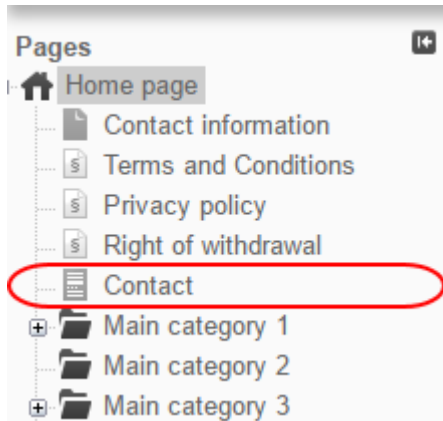 Pages
Home page
Contact information
§ Terms and Conditions
§ Privacy policy
§ Right of withdrawal
Contact
Main category 1
Main category 2
Main category 3